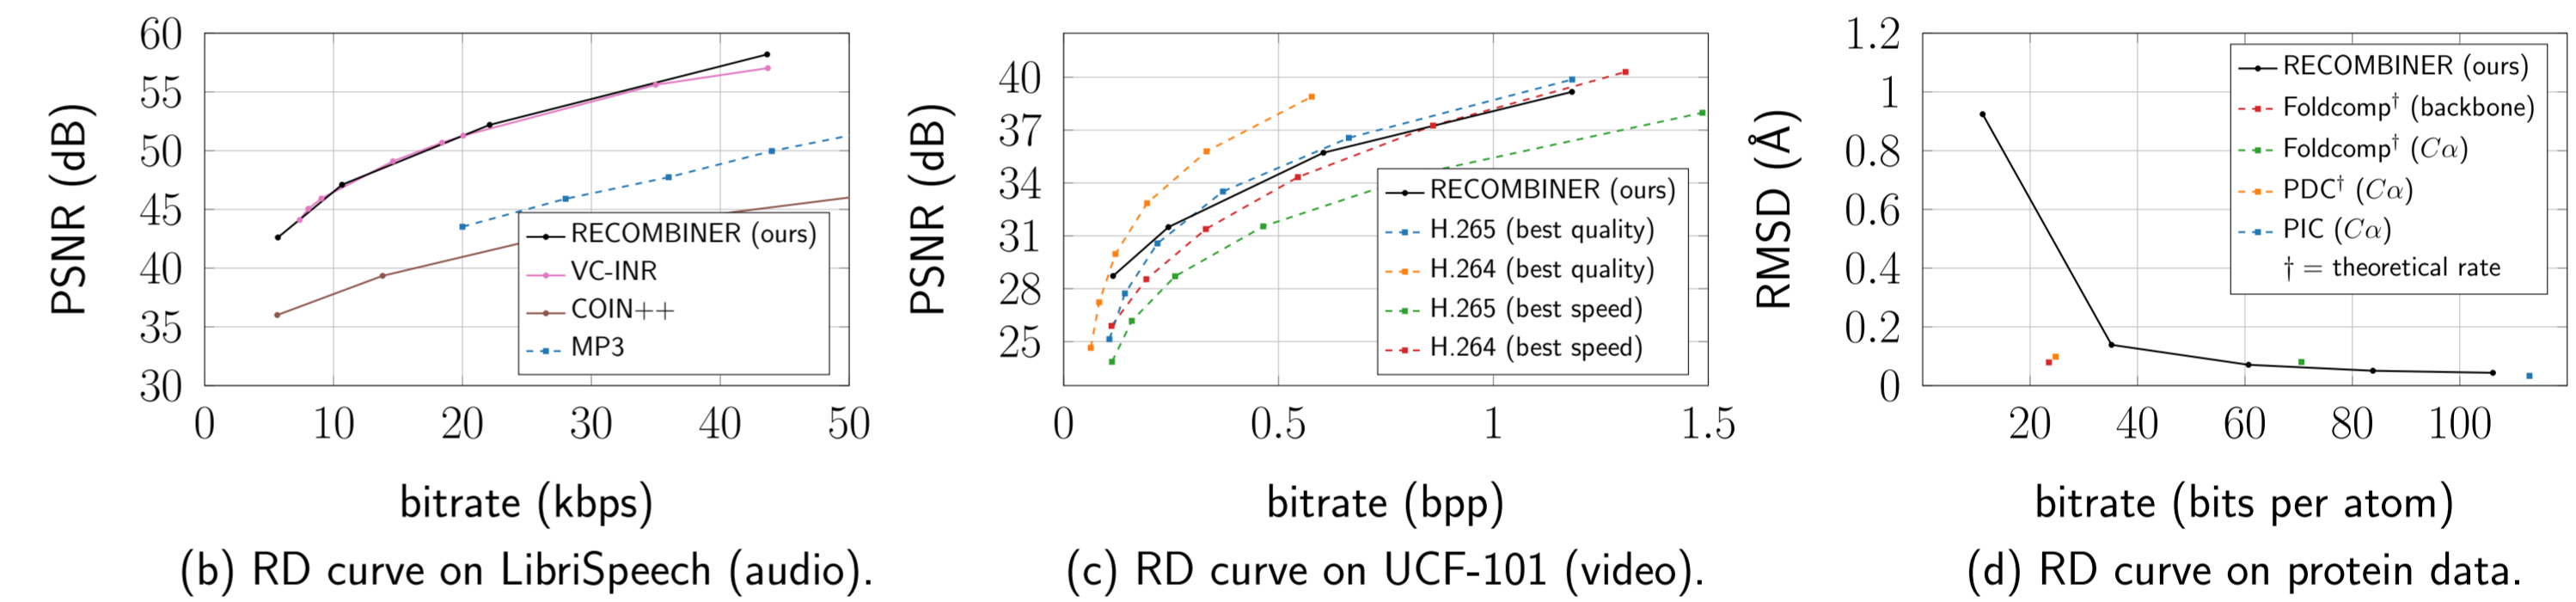 60
55
50
45
40
35
30
PSNR (dB)
0 10 20 30 40 50
bitrate (kbps)
RECOMBINER (ours)
VC-INR
COIN++
MP3
(b) RD curve on LibriSpeech (audio).
40
37
34
31
28
25
PSNR (dB)
0 0.5 1 1.5
bitrate (bpp)
RECOMBINER (ours)
H.265 (best quality)
H.264 (best quality)
H.265 (best speed)
H.264 (best speed)
(c) RD curve on UCF-101 (video).
1.2
1
0.8
0.6
0.4
0.2
0
RMSD (Å)
20 40 60 80 100
bitrate (bits per atom)
RECOMBINER (ours)
Foldcomp† (backbone)
Foldcomp† (Cα)
PDC† (Cα)
PIC (Cα)
† = theoretical rate
(d) RD curve on protein data.